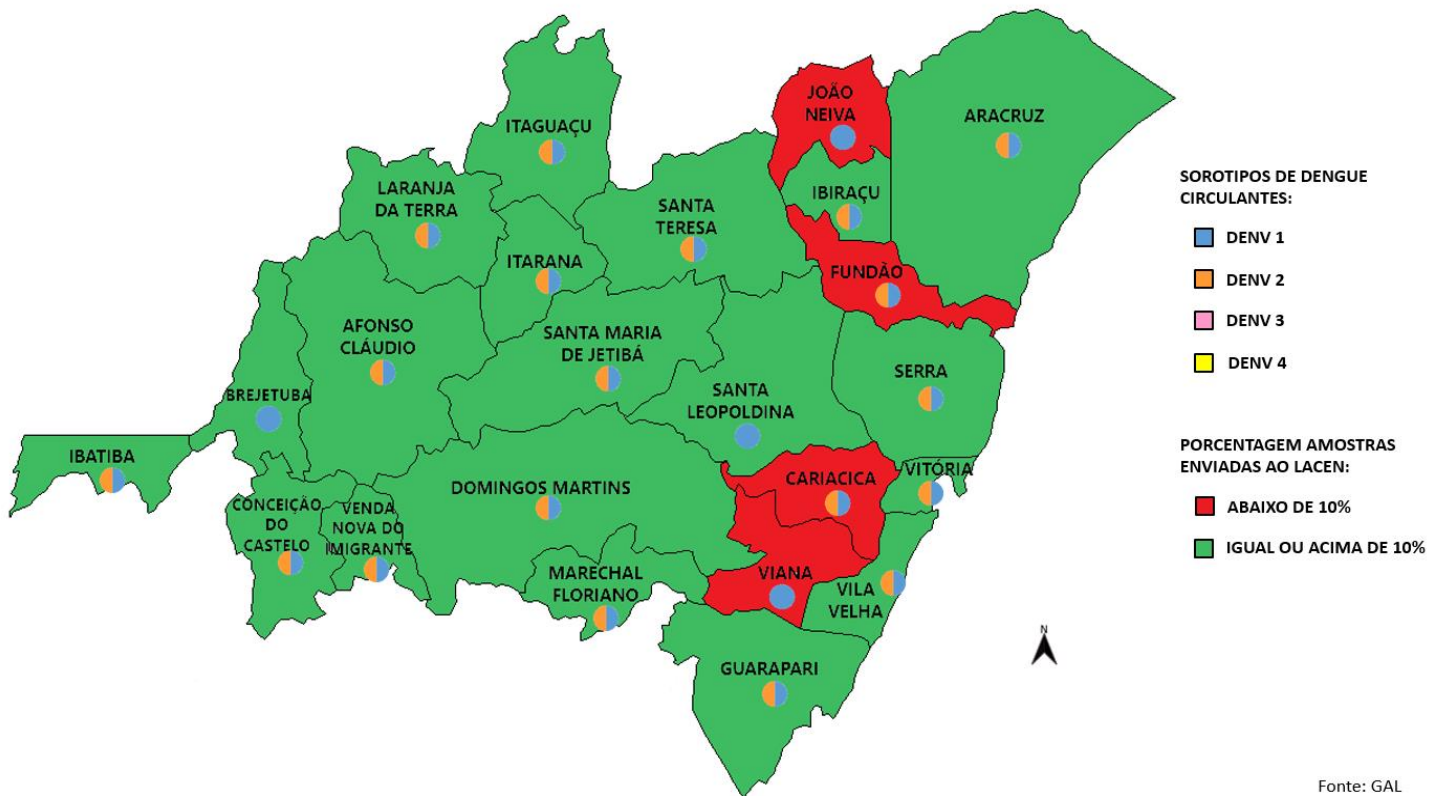 JOÃO
NEIVA
ARACRUZ
ITAGUAÇU
LARANJA
DA TERRA
IBIRAÇU
SANTA
TERESA
ITARANA
FUNDÃO
AFONSO
CLÁUDIO
SANTA MARIA
DE JETIBÁ
SERRA
BREJETUBA
SANTA
LEOPOLDINA
IBATIBA
DOMINGOS MARTINS
CARIACICA
VITÓRIA
CONCEIÇÃO
DO
CASTELO
VENDA
NOVA DO
IMIGRANTE
MARECHAL
FLORIANO
VIANA
VILA
VELHA
GUARAPARI
SOROTIPOS DE DENGUE
CIRCULANTES:
DENV 1
DENV 2
DENV 3
DENV 4
PORCENTAGEM AMOSTRAS
ENVIADAS AO LACEN:
ABAIXO DE 10%
IGUAL OU ACIMA DE 10%
N
Fonte: GAL